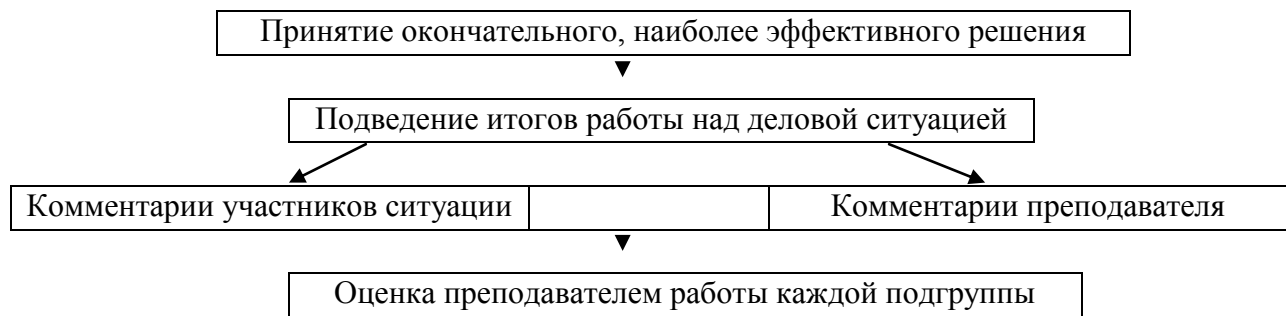 Принятие окончательного, наиболее эффективного решения
Подведение итогов работы над деловой ситуацией
Комментарии участников ситуации
Комментарии преподавателя
Оценка преподавателем работы каждой подгруппы